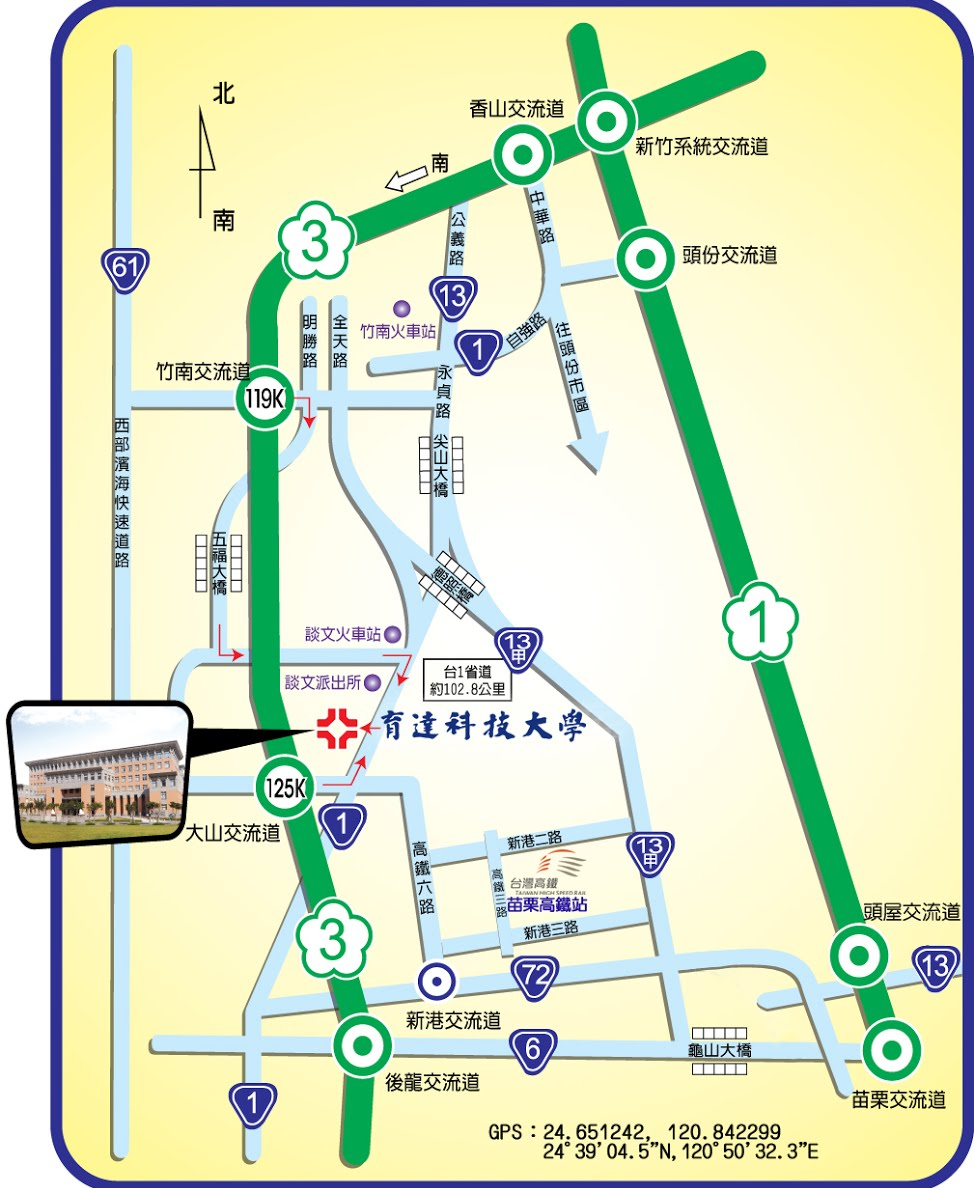 北
南
香山交流道
新竹系統交流道
南
中華路
公義路
3
頭份交流道
61
13
明勝路
全天路
竹南火車站
1
自強路
往頭份市區
竹南交流道
119K
永貞路
西部濱海快速道路
尖山大橋
五福大橋
德昭橋
1
談文火車站
13甲
台1省道
約102.8公里
談文派出所
育達科技大學
125K
大山交流道
1
高鐵六路
新港二路
13甲
高鐵三路
台灣高鐵
TAIWAN HIGH SPEED RAIL
苗栗高鐵站
新港三路
3
頭屋交流道
13
72
新港交流道
6
龜山大橋
後龍交流道
1
苗栗交流道
GPS：24.651242, 120.842299
24°39'04.5"N,120°50'32.3"E